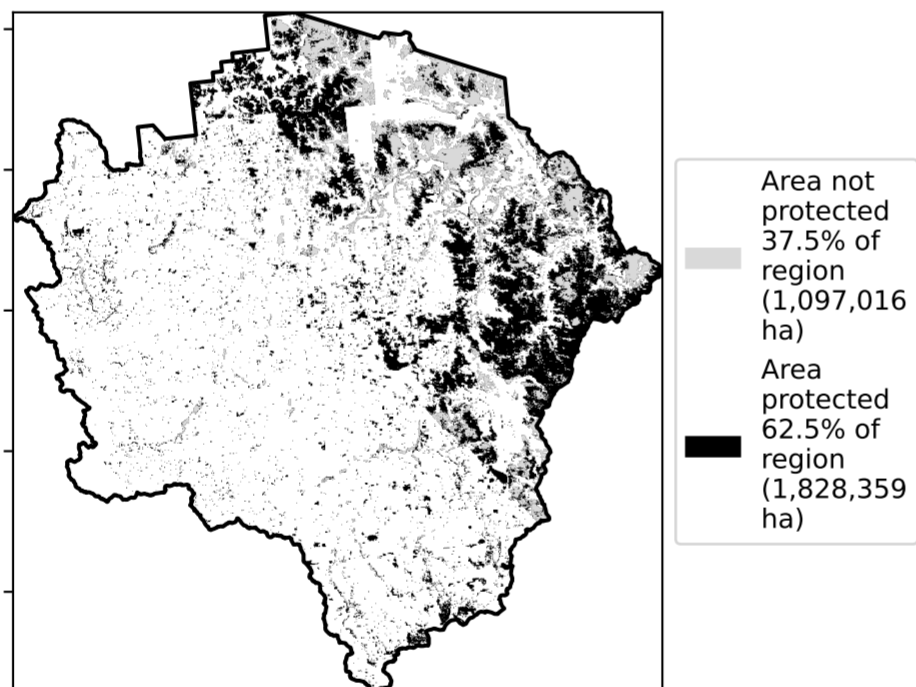 Area not
protected
37.5% of
region
(1,097,016
ha)
Area
protected
62.5% of
region
(1,828,359
ha)